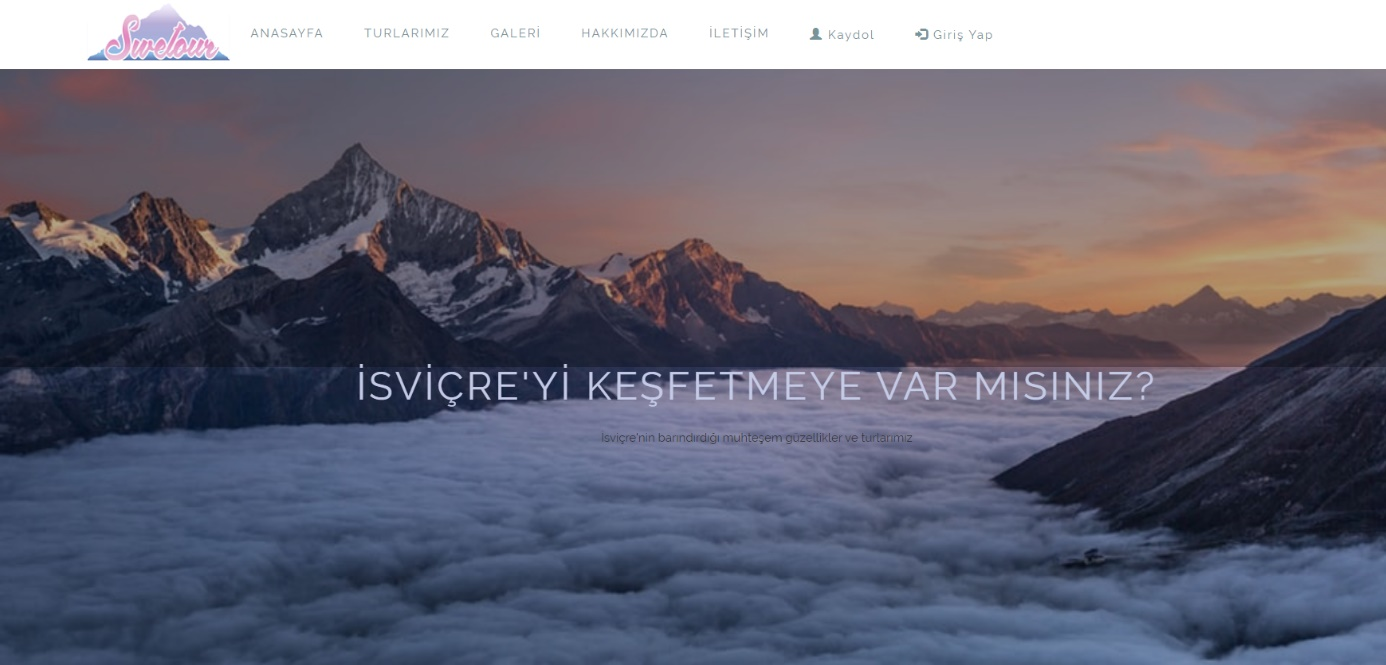 Swetour
ANASAYFA TURLARIMIZ GALERİ HAKKIMIZDA İLETİŞİM Kaydol Giriş Yap
İSVİÇRE'Yİ KEŞFETMEYE VAR MISINIZ?
İsviçre'nin barındırdığı muhteşem güzellikler ve turlarımız